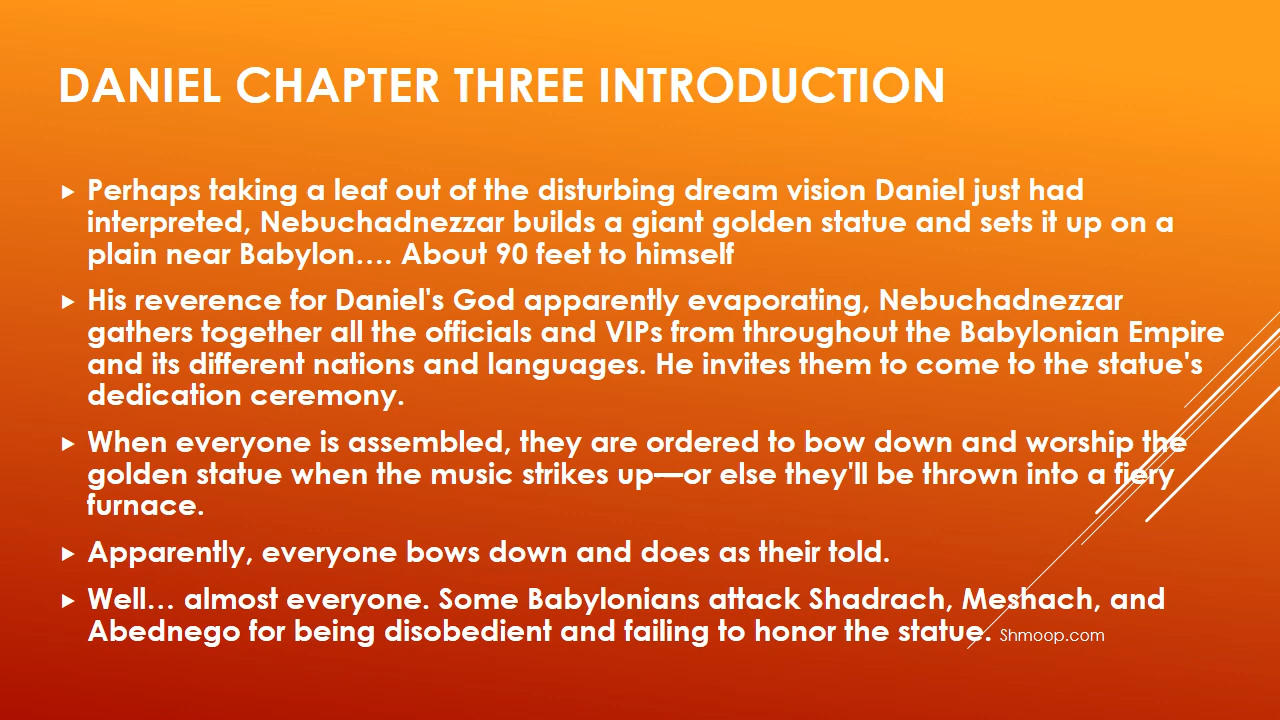 DANIEL CHAPTER THREE INTRODUCTION
Perhaps taking a leaf out of the disturbing dream vision Daniel just had
interpreted, Nebuchadnezzar builds a giant golden statue and sets it up on a
plain near Babylon.... About 90 feet to himself
His reverence for Daniel's God apparently evaporating, Nebuchadnezzar
gathers together all the officials and VIPs from throughout the Babylonian Empire
and its different nations and languages. He invites them to come to the statue's
dedication ceremony.
When everyone is assembled, they are ordered to bow down and worship the
golden statue when the music strikes up—or else they'll be thrown into a fiery
furnace.
Apparently, everyone bows down and does as their told.
Well... almost everyone. Some Babylonians attack Shadrach, Meshach, and
Abednego for being disobedient and failing to honor the statue. Shmoop.com